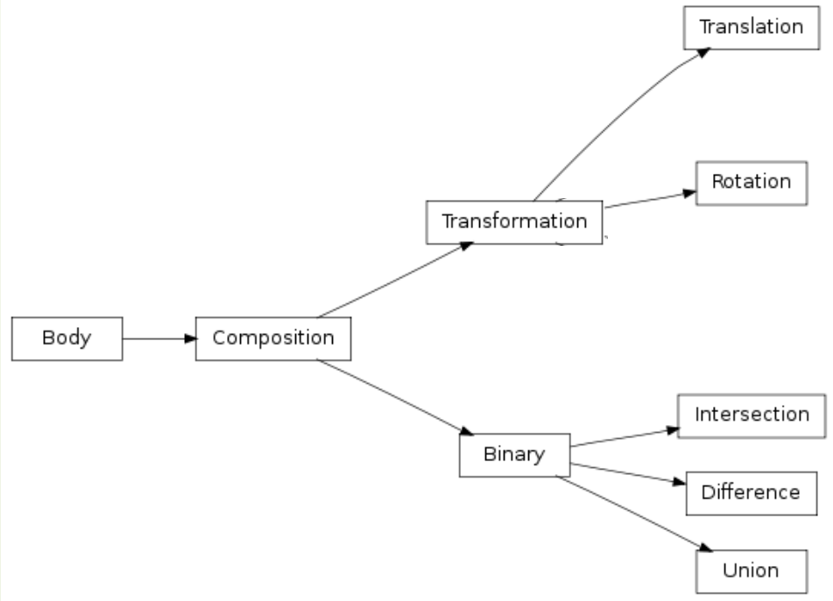 Translation
Rotation
Transformation
Body
Composition
Intersection
Binary
Difference
Union